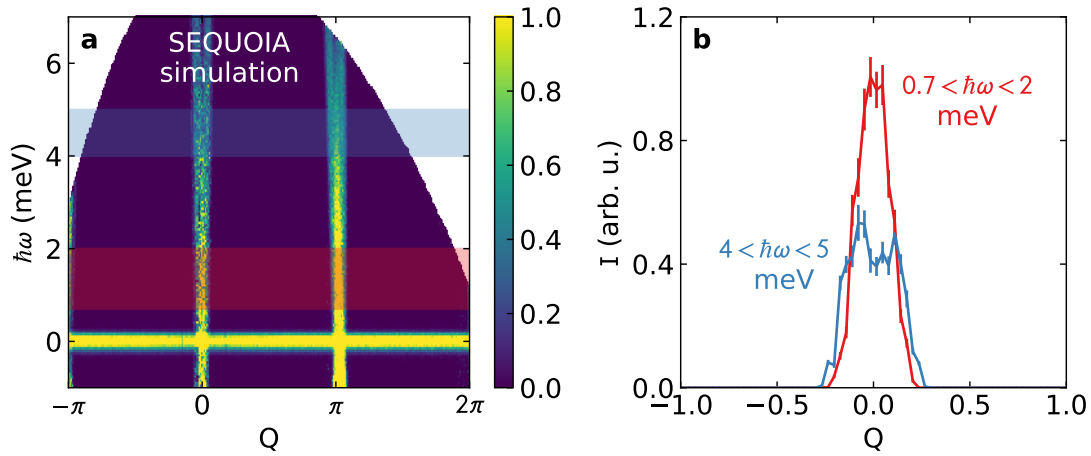 a
SEQUOIA
simulation
6
4
2
0
ħω (meV)
−π
0
π
2π
Q
1.0
0.8
0.6
0.4
0.2
0.0
b
0.7 < ħω < 2
meV
4 < ħω < 5
meV
1.2
0.8
0.4
0.0
I (arb. u.)
−1.0
−0.5
0.0
0.5
1.0
Q